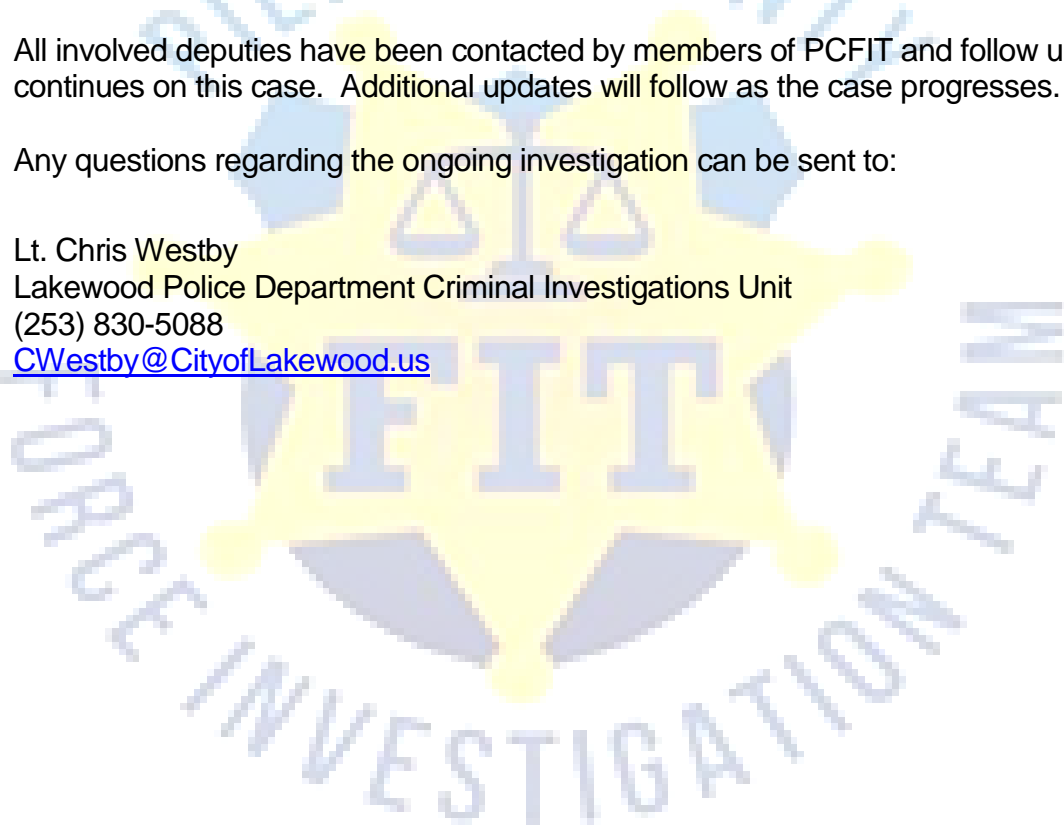 All involved deputies have been contacted by members of PCFIT and follow u
continues on this case.  Additional updates will follow as the case progresses.
Any questions regarding the ongoing investigation can be sent to:
Lt. Chris Westby
Lakewood Police Department Criminal Investigations Unit
(253) 830-5088
CWestby@CityofLakewood.us
FIT
FORCE INVESTIGATION TEAM